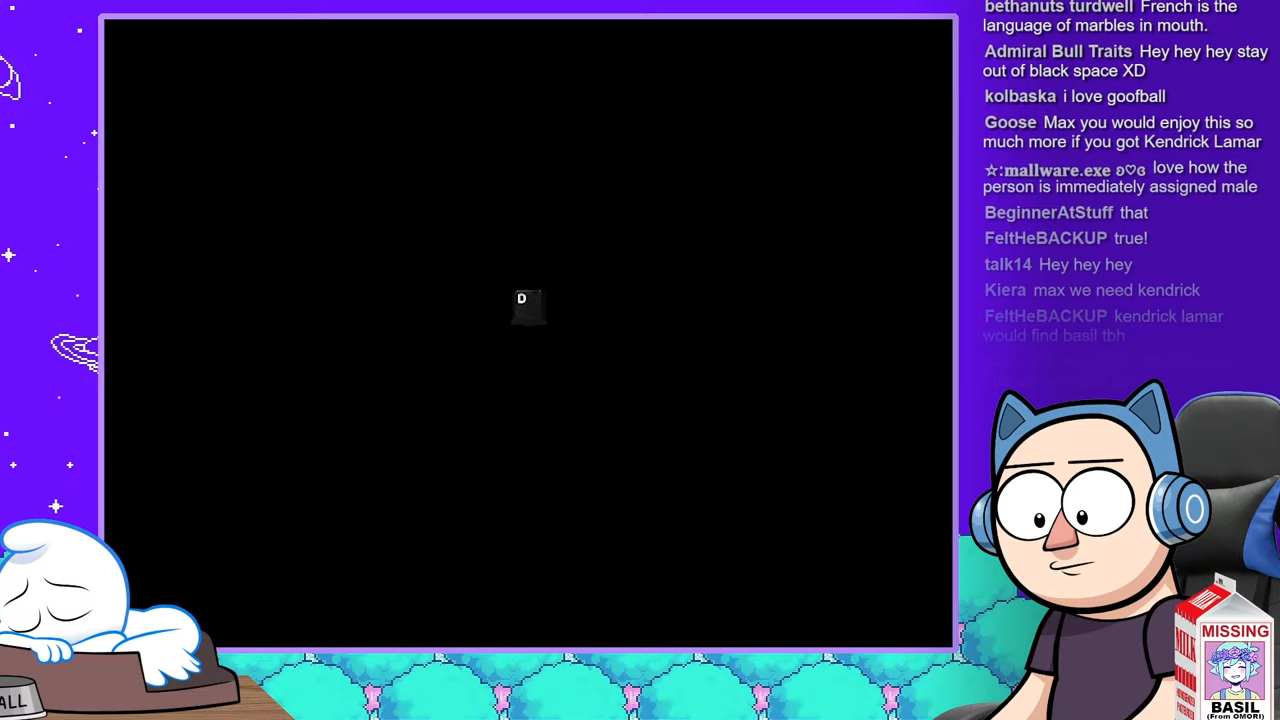 bethanuts turdwell French is the
language of marbles in mouth.
Admiral Bull Traits Hey hey hey stay
out of black space XD
kolbaska i love goofball
Goose Max you would enjoy this so
much more if you got Kendrick Lamar
☆:mallware.exe ʚ♡ɞ love how the
person is immediately assigned male
BeginnerAtStuff that
FeltHeBACKUP true!
talk14 Hey hey hey
Kiera max we need kendrick
FeltHeBACKUP kendrick lamar
would find basil tbh
D
MISSING
MILK
BASIL
(From OMORI)
ALL